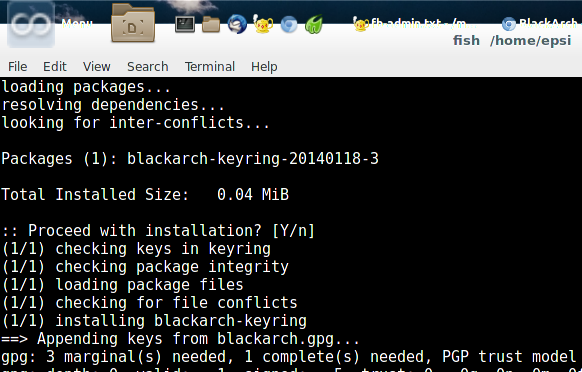 Menu
fb-admin.txt - (m
BlackArch
fish /home/epsi
File Edit View Search Terminal Help
loading packages...
resolving dependencies...
looking for inter-conflicts...
Packages (1): blackarch-keyring-20140118-3
Total Installed Size: 0.04 MiB
:: Proceed with installation? [Y/n]
(1/1) checking keys in keyring
(1/1) checking package integrity
(1/1) loading package files
(1/1) checking for file conflicts
(1/1) installing blackarch-keyring
==> Appending keys from blackarch.gpg...
gpg: 3 marginal(s) needed, 1 complete(s) needed, PGP trust model